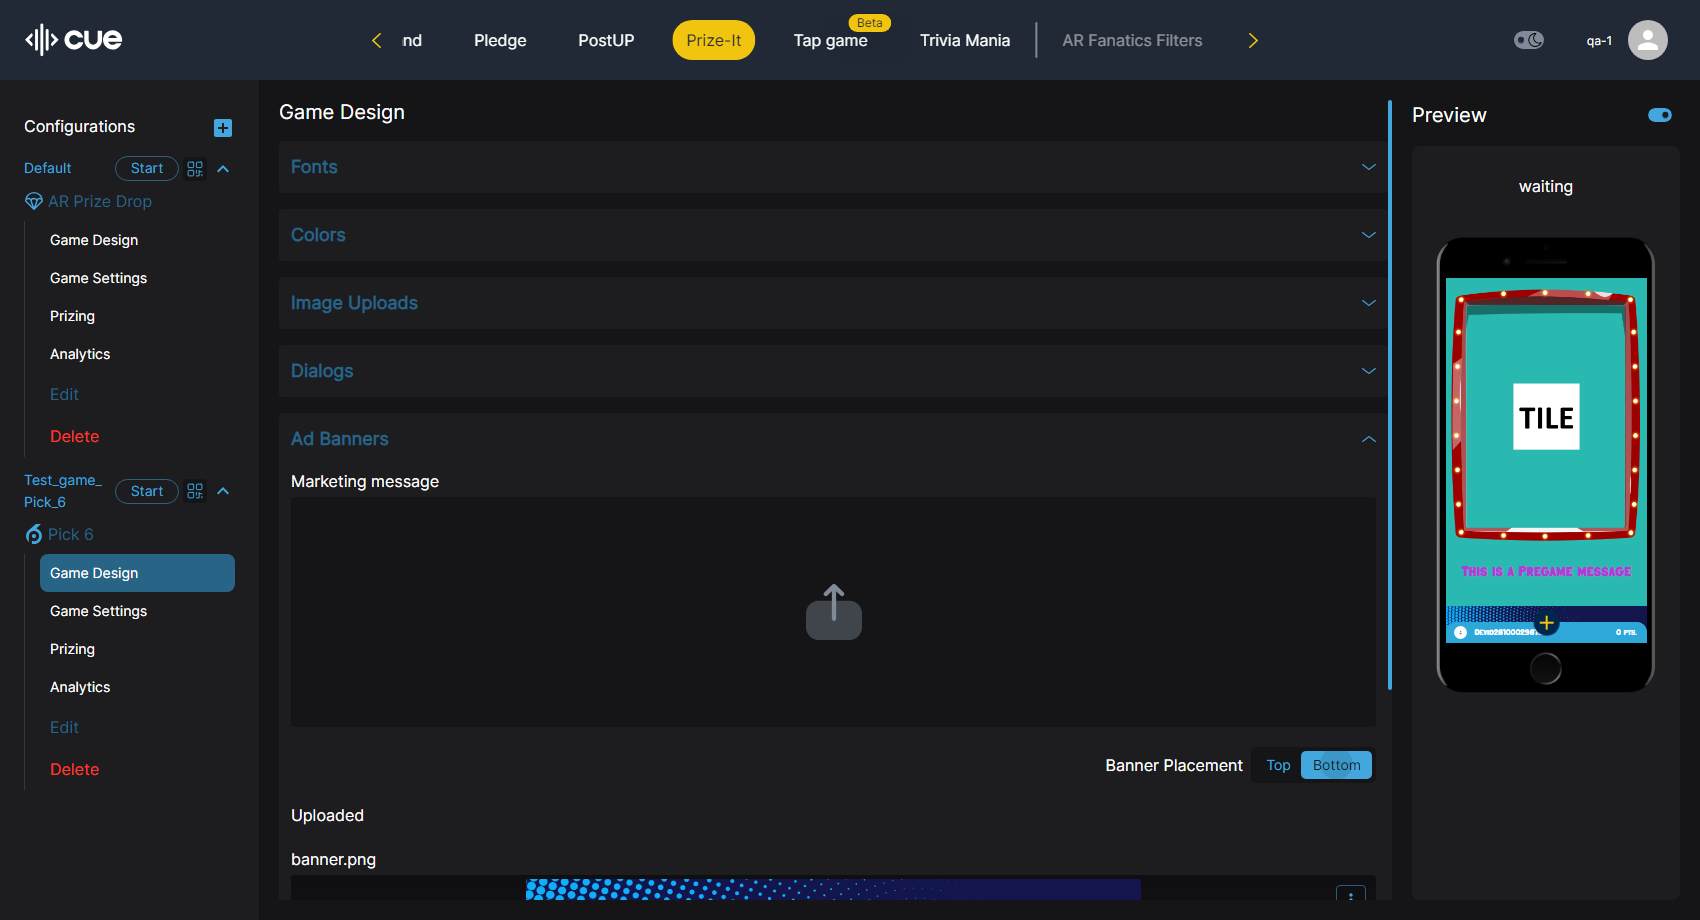 cue
nd
Pledge
PostUP
Prize-It
Beta
Tap game
Trivia Mania
AR Fanatics Filters
qa-1
Configurations
Default
Start
AR Prize Drop
Game Design
Game Settings
Prizing
Analytics
Edit
Delete
Test_game_
Pick_6
Start
Pick 6
Game Design
Game Settings
Prizing
Analytics
Edit
Delete
Game Design
Fonts
Colors
Image Uploads
Dialogs
Ad Banners
Marketing message
Banner Placement
Top
Bottom
Uploaded
banner.png
Preview
waiting
TILE
This is a Pregame message
0 pts.